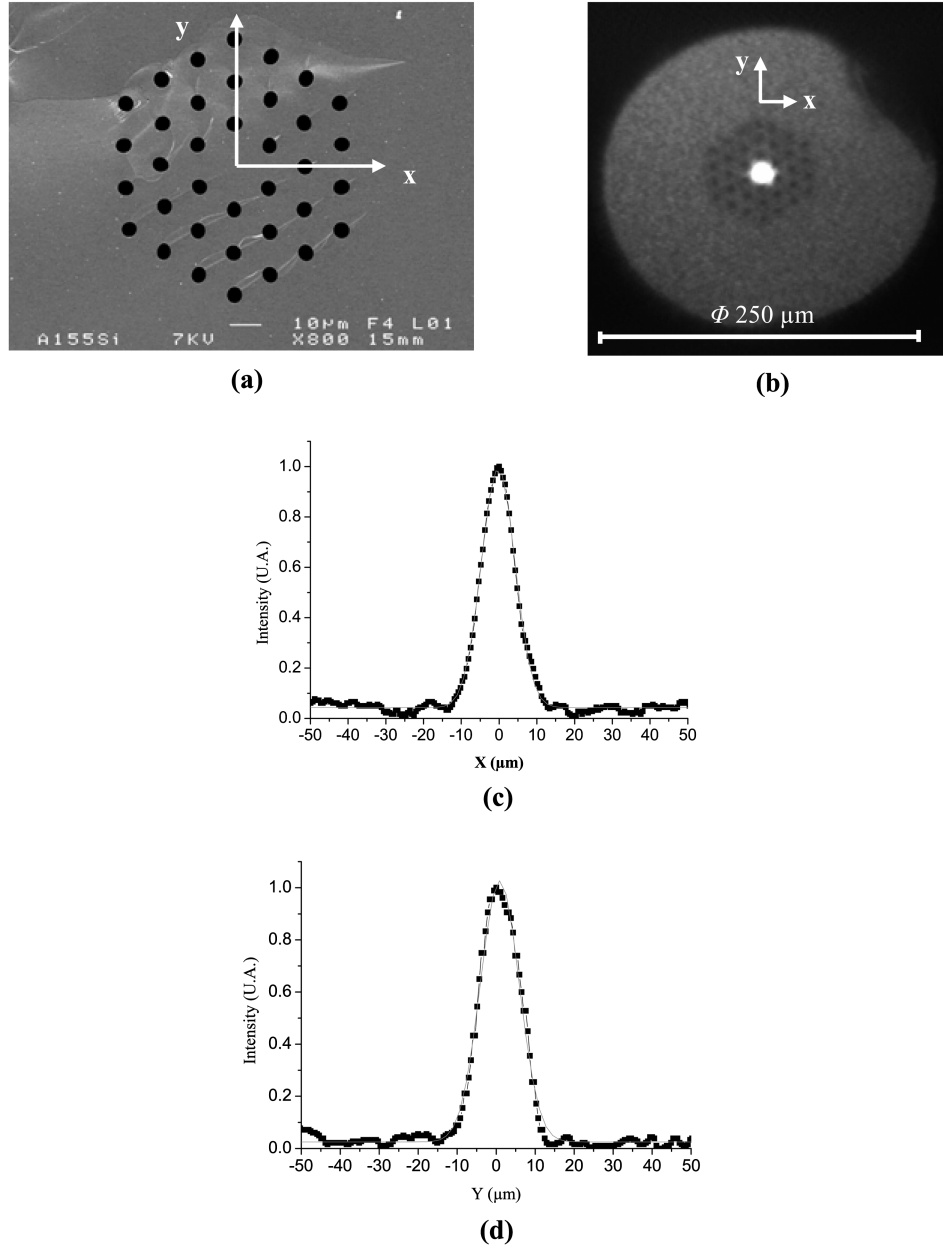 y
x
10µm F4 L01
A155Si 7KV X800 15mm
(a)
y
x
Φ 250 µm
(b)
Intensity (U.A.)
1.0
0.8
0.6
0.4
0.2
0.0
-50 -40 -30 -20 -10 0 10 20 30 40 50
X (µm)
(c)
Intensity (U.A.)
1.0
0.8
0.6
0.4
0.2
0.0
-50 -40 -30 -20 -10 0 10 20 30 40 50
Y (µm)
(d)